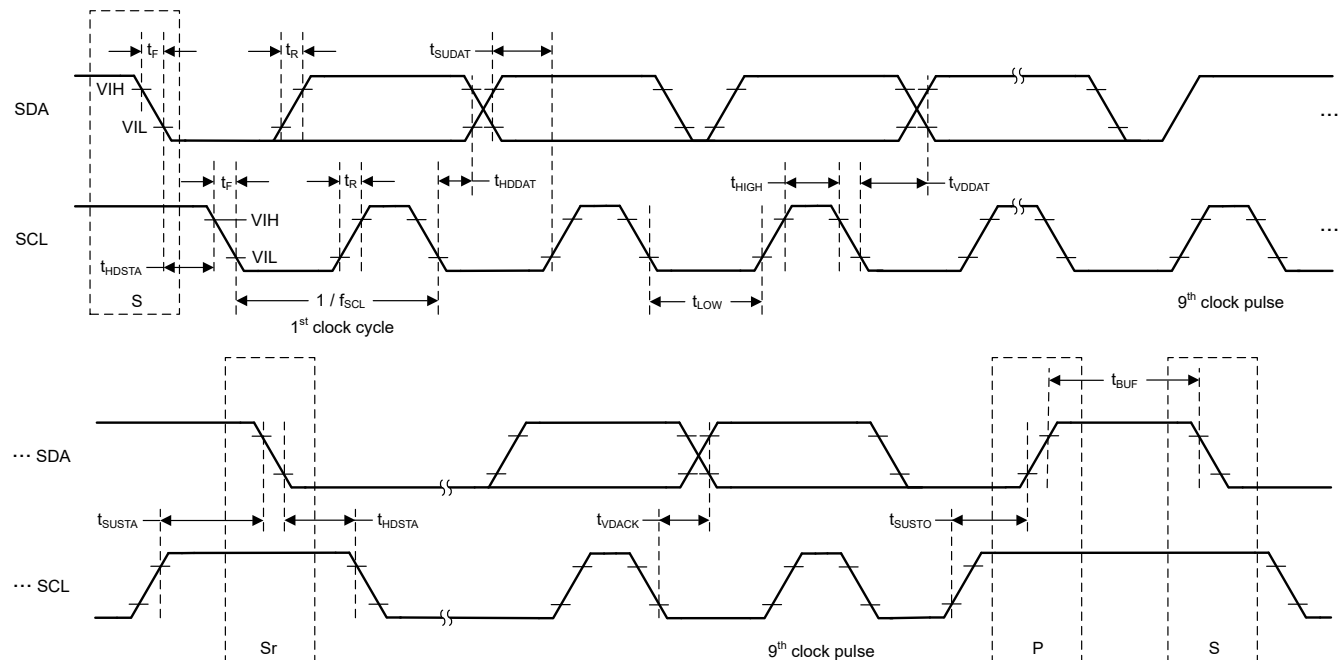 tF
tR
tSUDAT
VIH
SDA
VIL
...
tF
tR
tHDDAT
tHIGH
tVDDAT
VIH
SCL
...
VIL
tHDSTA
S
1 / fSCL
tLOW
9th clock pulse
1st clock cycle
tBUF
... SDA
tSUSTA
tHDSTA
tVDACK
tSUSTO
... SCL
Sr
9th clock pulse
P
S